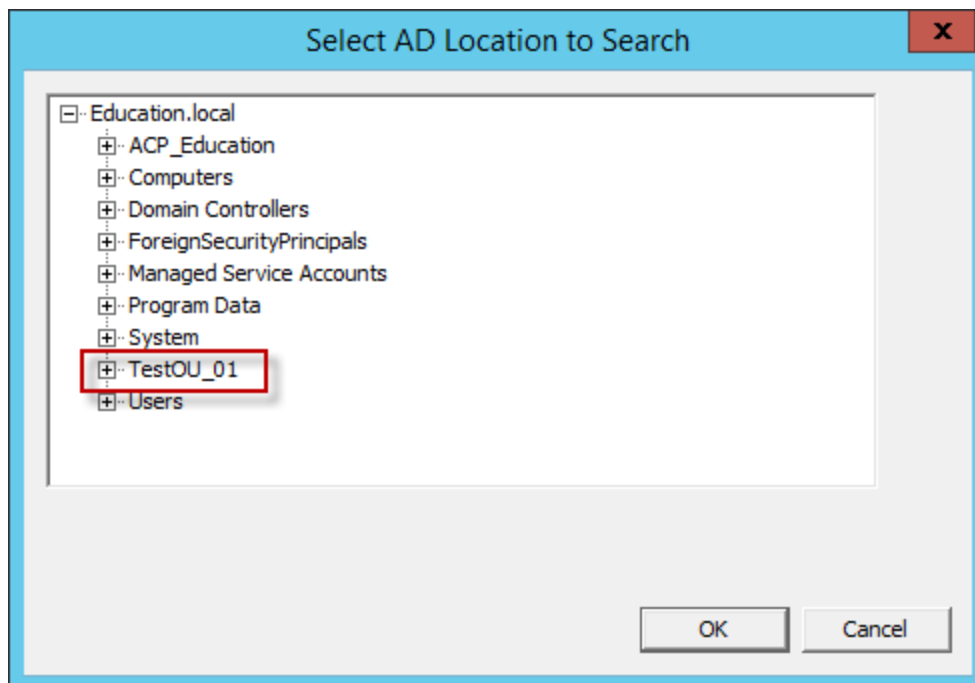 Select AD Location to Search
x
Education.local
ACP_Education
Computers
Domain Controllers
ForeignSecurityPrincipals
Managed Service Accounts
Program Data
System
TestOU_01
Users
OK Cancel